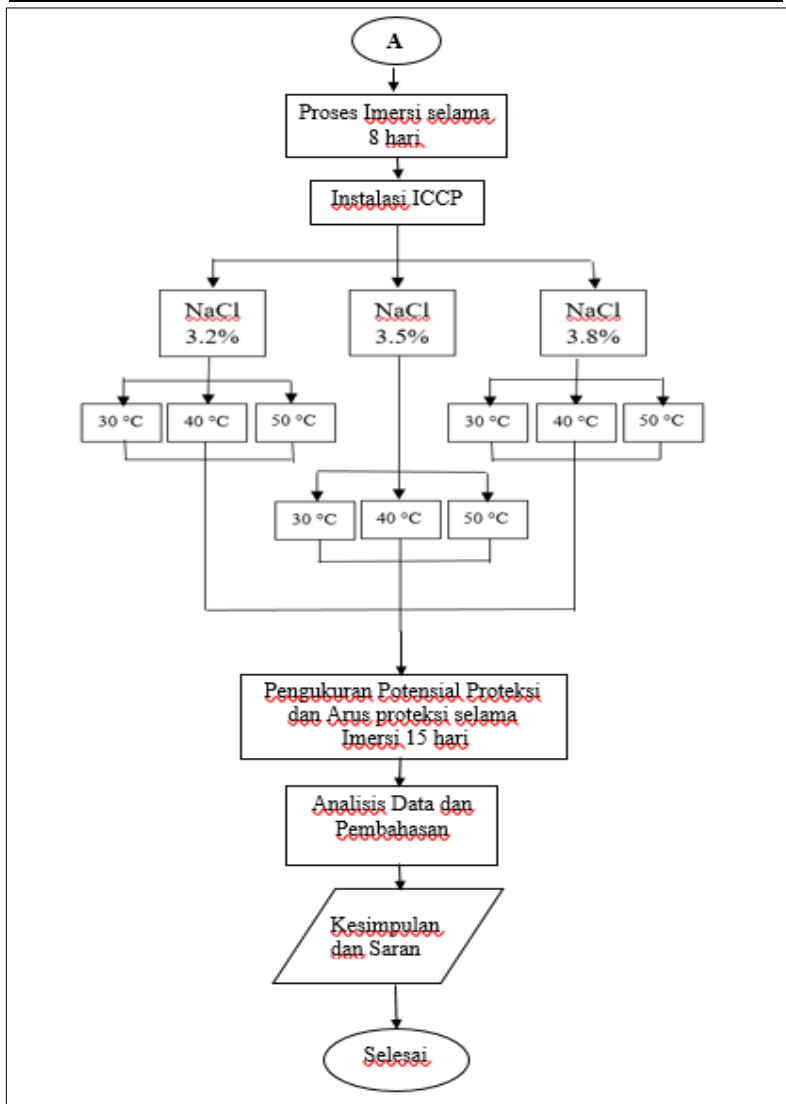 A
Proses Imersi selama
8 hari
Instalasi ICCP
NaCl
3.2%
NaCl
3.5%
NaCl
3.8%
30 °C
40 °C
50 °C
30 °C
40 °C
50 °C
30 °C
40 °C
50 °C
Pengukuran Potensial Proteksi
dan Arus proteksi selama
Imersi 15 hari
Analisis Data dan
Pembahasan
Kesimpulan
dan Saran
Selesai